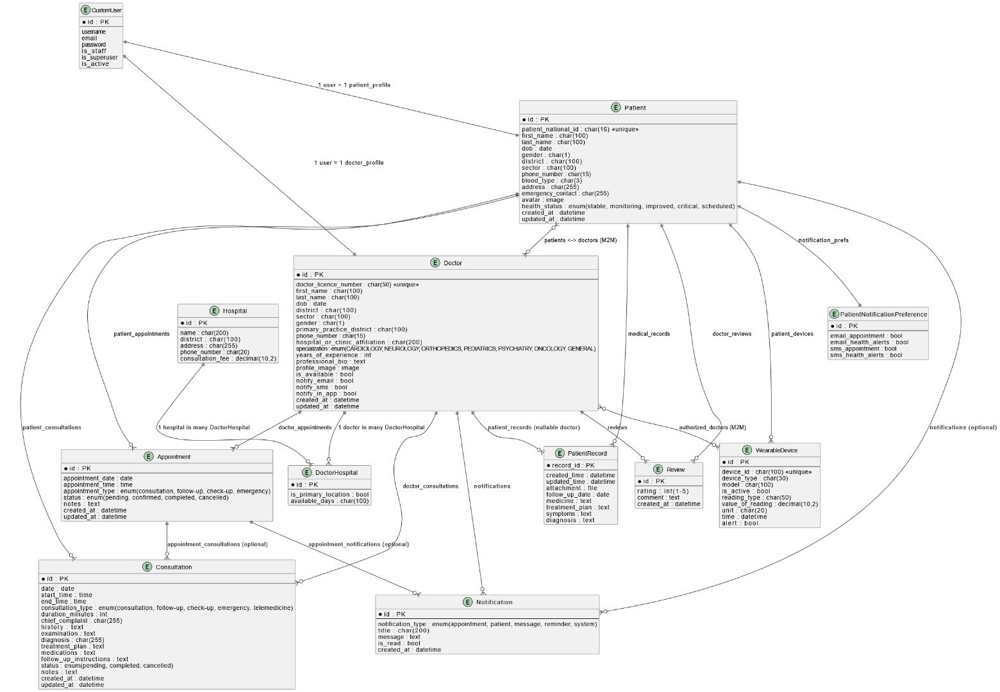 E CustomUser
id : PK
username
email
password
is_staff
is_superuser
is_active
1 user = 1 patient_profile
1 user = 1 doctor_profile
E Patient
id : PK
patient_national_id : char(16) «unique»
first_name : char(100)
last_name : char(100)
dob : date
gender : char(1)
district : char(100)
sector : char(100)
phone_number : char(15)
blood_type : char(3)
address : char(255)
emergency_contact : char(255)
avatar : image
health_status : enum(stable, monitoring, improved, critical, scheduled)
created_at : datetime
updated_at : datetime
patients <-> doctors (M2M)
notification_prefs
E Doctor
id : PK
doctor_licence_number : char(50) «unique»
first_name : char(100)
last_name : char(100)
dob : date
district : char(100)
sector : char(100)
gender : char(1)
primary_practice_district : char(100)
phone_number : char(15)
hospital_or_clinic_affiliation : char(200)
specialization : enum(CARDIOLOGY, NEUROLOGY, ORTHOPEDICS, PEDIATRICS, PSYCHIATRY, ONCOLOGY, GENERAL)
years_of_experience : int
professional_bio : text
profile_image : image
is_available : bool
notify_email : bool
notify_sms : bool
notify_in_app : bool
created_at : datetime
updated_at : datetime
E Hospital
id : PK
name : char(200)
district : char(100)
address : char(255)
phone_number : char(20)
consultation_fee : decimal(10,2)
E PatientNotificationPreference
id : PK
email_appointment : bool
email_health_alerts : bool
sms_appointment : bool
sms_health_alerts : bool
patient_appointments
medical_records
doctor_reviews
patient_devices
patient_consultations
1 hospital in many DoctorHospital
doctor_appointments
1 doctor in many DoctorHospital
patient_records (nullable doctor)
reviews
authorized_doctors (M2M)
notifications (optional)
E Appointment
id : PK
appointment_date : date
appointment_time : time
appointment_type : enum(consultation, follow-up, check-up, emergency)
status : enum(pending, confirmed, completed, cancelled)
notes : text
created_at : datetime
updated_at : datetime
E DoctorHospital
id : PK
is_primary_location : bool
available_days : char(100)
doctor_consultations
notifications
E PatientRecord
record_id : PK
created_time : datetime
updated_time : datetime
attachment : file
follow_up_date : date
medicine : text
treatment_plan : text
symptoms : text
diagnosis : text
E Review
id : PK
rating : int(1-5)
comment : text
created_at : datetime
E WearableDevice
id : PK
device_id : char(100) «unique»
device_type : char(30)
model : char(100)
is_active : bool
reading_type : char(50)
value_of_reading : decimal(10,2)
unit : char(20)
time : datetime
alert : bool
appointment_consultations (optional)
appointment_notifications (optional)
E Consultation
id : PK
date : date
start_time : time
end_time : time
consultation_type : enum(consultation, follow-up, check-up, emergency, telemedicine)
duration_minutes : int
chief_complaint : char(255)
history : text
examination : text
diagnosis : char(255)
treatment_plan : text
medications : text
follow_up_instructions : text
status : enum(pending, completed, cancelled)
notes : text
created_at : datetime
updated_at : datetime
E Notification
id : PK
notification_type : enum(appointment, patient, message, reminder, system)
title : char(200)
message : text
is_read : bool
created_at : datetime